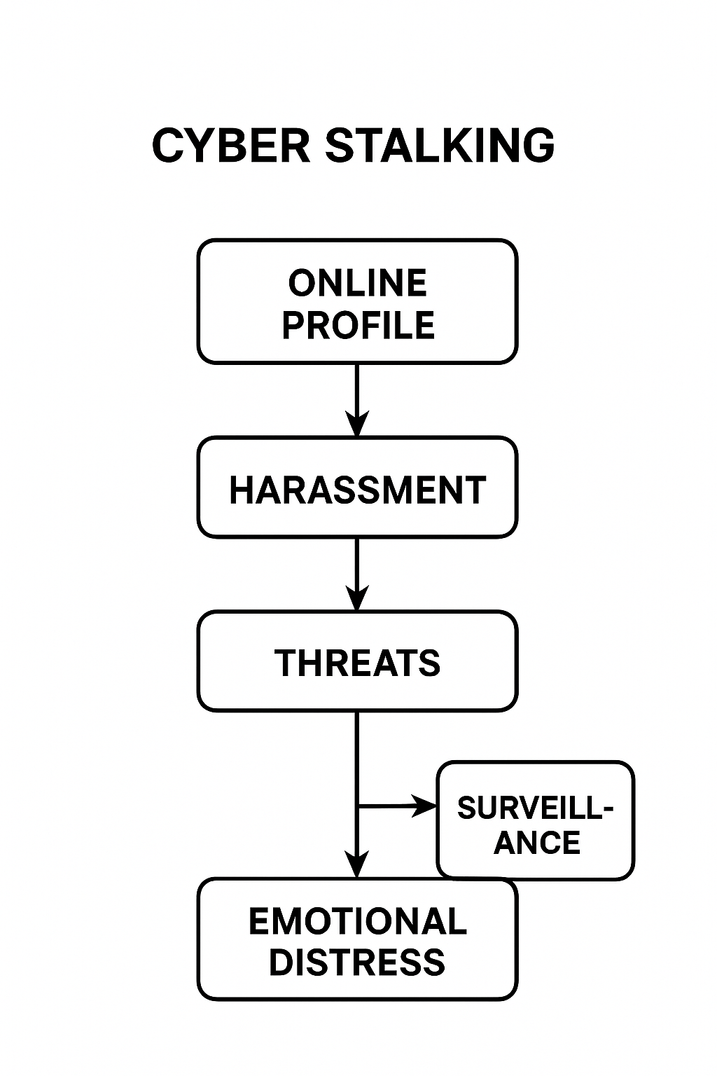 CYBER STALKING
ONLINE
PROFILE
HARASSMENT
THREATS
SURVEILL-
ANCE
EMOTIONAL
DISTRESS